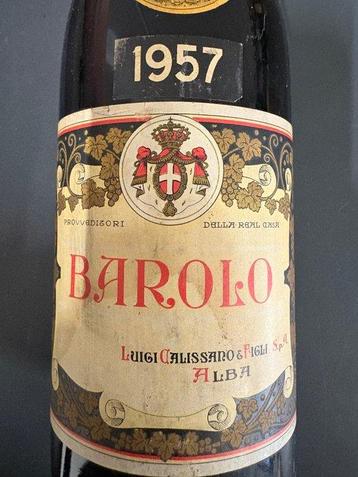 1957
PROVVEDITORI DELLA REAL CASA
BAROLO
LUIGI CALISSANO & FIGLI S.p.A.
ALBA